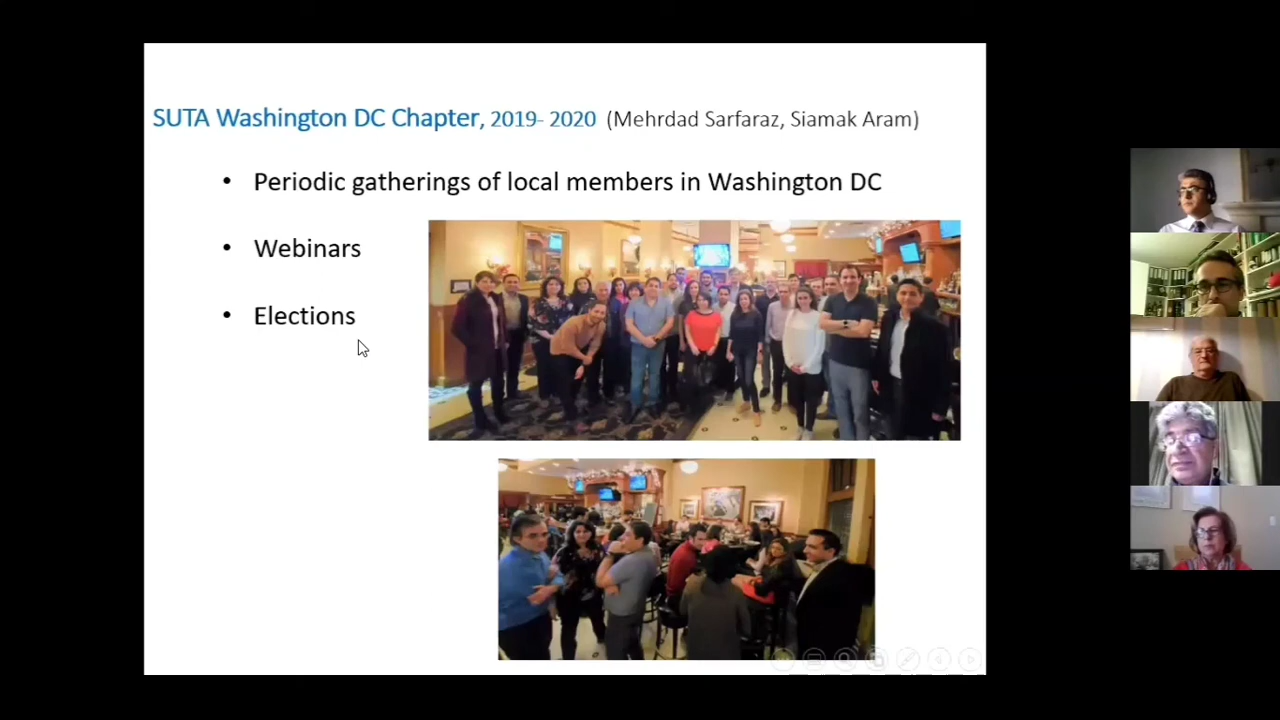 SUTA Washington DC Chapter, 2019- 2020 (Mehrdad Sarfaraz, Siamak Aram)
• Periodic gatherings of local members in Washington DC
• Webinars
• Elections